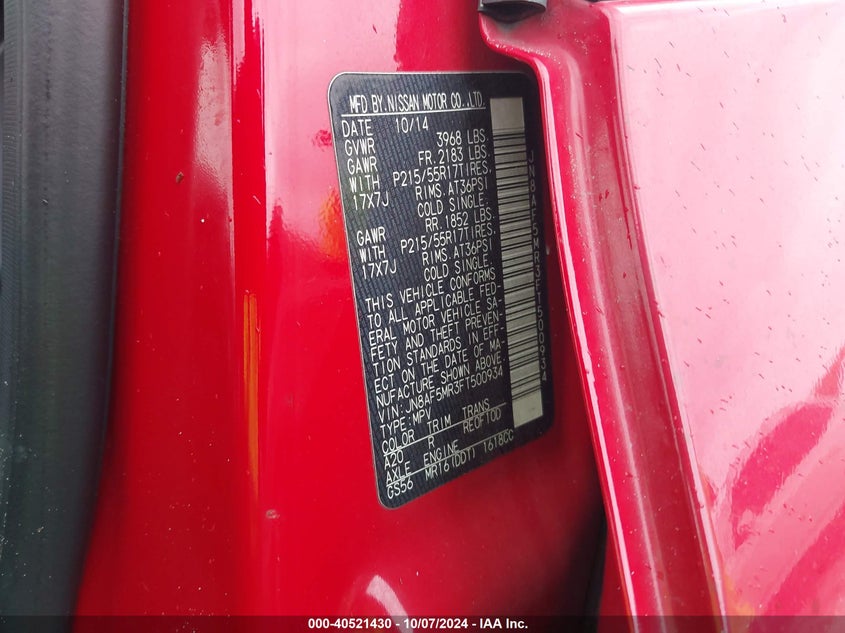 MFD BY NISSAN MOTOR CO.,LTD.
DATE 10/14
GVWR 3968 LBS.
GAWR FR. 2183 LBS.
WITH P215/55R17TIRES,
17X7J RIMS. AT36PSI
COLD SINGLE.
GAWR RR. 1852 LBS.
WITH P215/55R17TIRES,
17X7J RIMS. AT36PSI
COLD SINGLE.
THIS VEHICLE CONFORMS
TO ALL APPLICABLE FED-
ERAL MOTOR VEHICLE SA-
FETY AND THEFT PREVEN-
TION STANDARDS IN EFF-
ECT ON THE DATE OF MA-
NUFACTURE SHOWN ABOVE.
VIN: JN8AF5MR3FT500934
TYPE: MPV
COLOR TRIM TRANS
A20 R RE0F10D
AXLE ENGINE
GS56 MR16(DDT) 1618CC
JN8AF5MR3FT500934
000-40521430 - 10/07/2024 - IAA Inc.